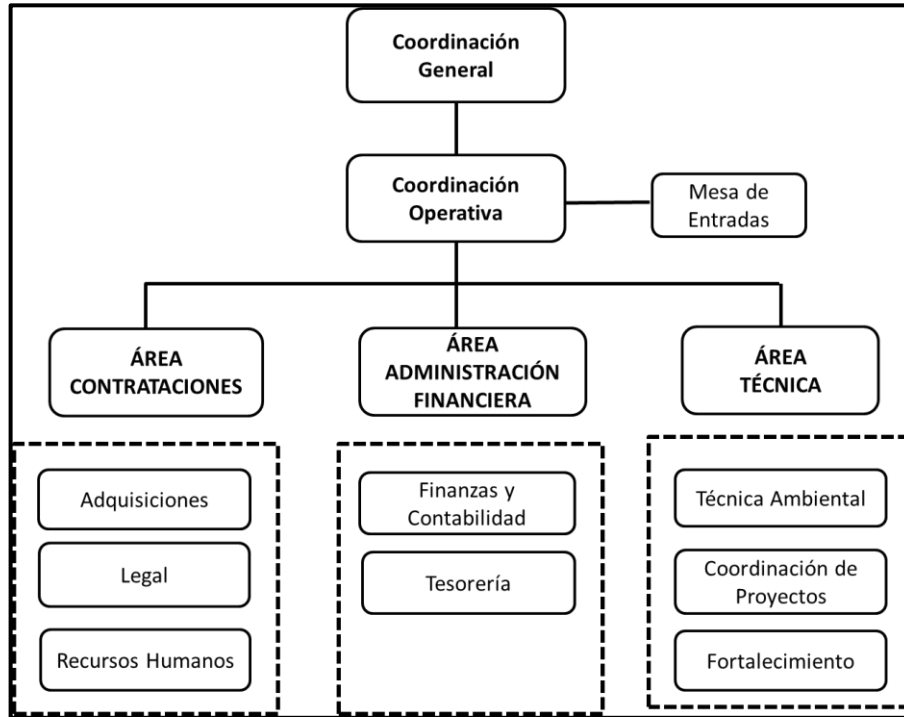 Coordinación
General
Coordinación
Operativa
Mesa de
Entradas
ÁREA
CONTRATACIONES
ÁREA
ADMINISTRACIÓN
FINANCIERA
ÁREA
TÉCNICA
Adquisiciones
Legal
Recursos Humanos
Finanzas y
Contabilidad
Tesorería
Técnica Ambiental
Coordinación de
Proyectos
Fortalecimiento